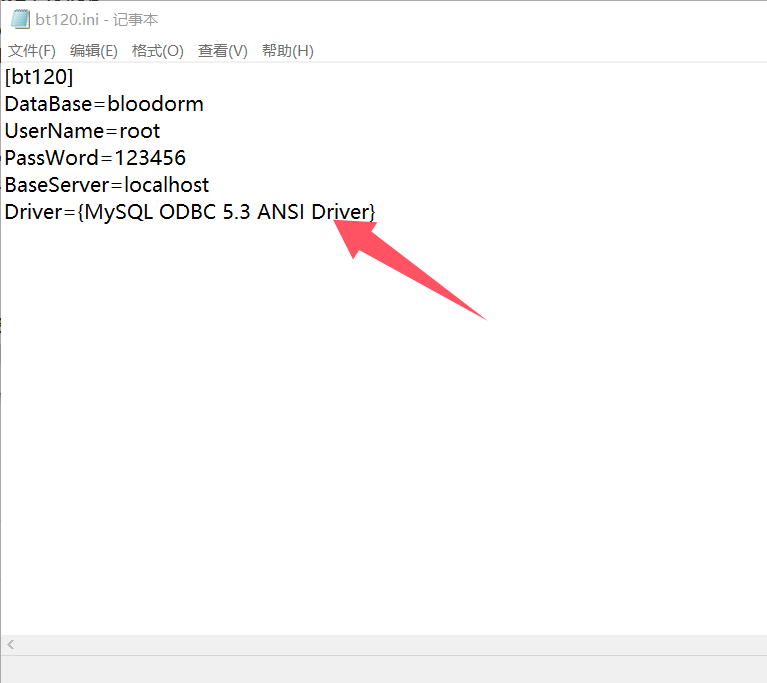 bt120.ini - 记事本
文件(F) 编辑(E) 格式(O) 查看(V) 帮助(H)
[bt120]
DataBase=bloodorm
UserName=root
PassWord=123456
BaseServer=localhost
Driver={MySQL ODBC 5.3 ANSI Driver}